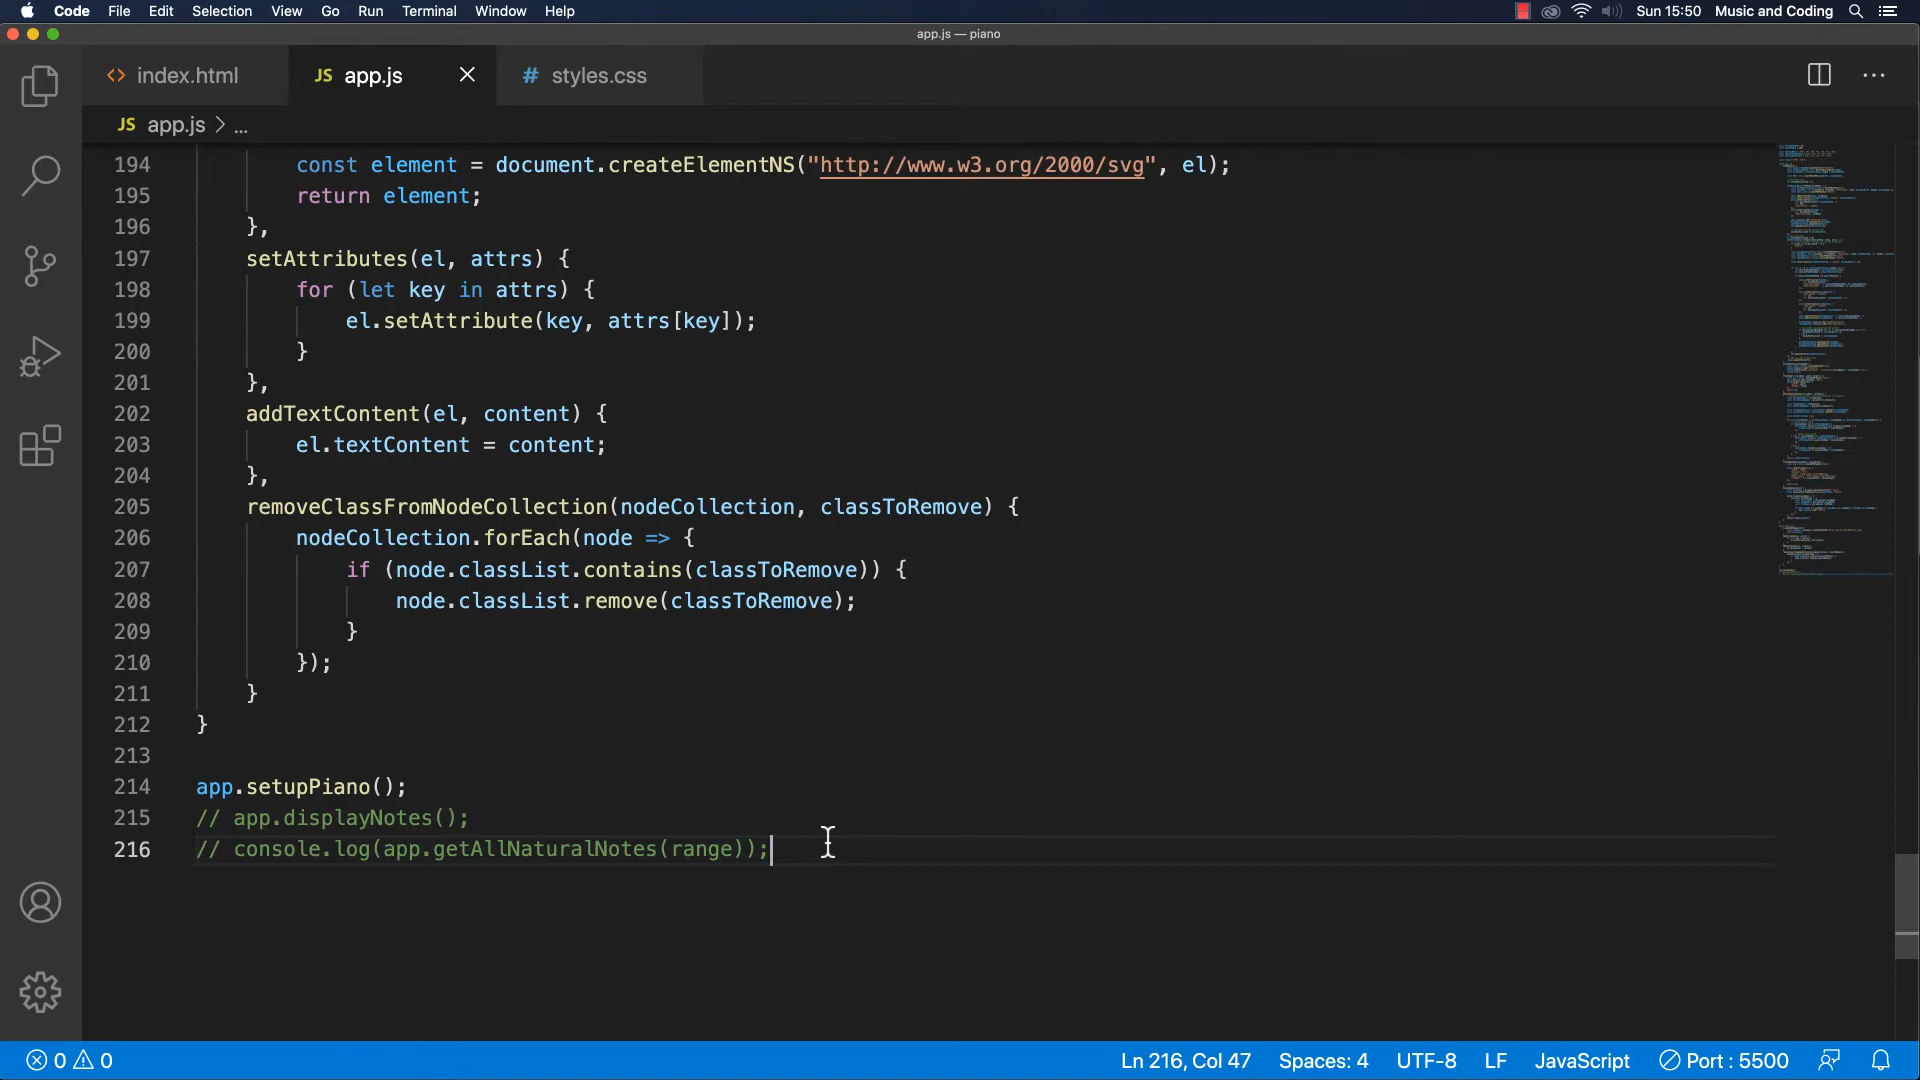 Code File Edit Selection View Go Run Terminal Window Help Sun 15:50 Music and Coding
app.js — piano
index.html JS app.js # styles.css
JS app.js > ...
194 const element = document.createElementNS("http://www.w3.org/2000/svg", el);
195 return element;
196 },
197 setAttributes(el, attrs) {
198 for (let key in attrs) {
199 el.setAttribute(key, attrs[key]);
200 }
201 },
202 addTextContent(el, content) {
203 el.textContent = content;
204 },
205 removeClassFromNodeCollection(nodeCollection, classToRemove) {
206 nodeCollection.forEach(node => {
207 if (node.classList.contains(classToRemove)) {
208 node.classList.remove(classToRemove);
209 }
210 });
211 }
212 }
213
214 app.setupPiano();
215 // app.displayNotes();
216 // console.log(app.getAllNaturalNotes(range));
0 0 Ln 216, Col 47 Spaces: 4 UTF-8 LF JavaScript Port : 5500